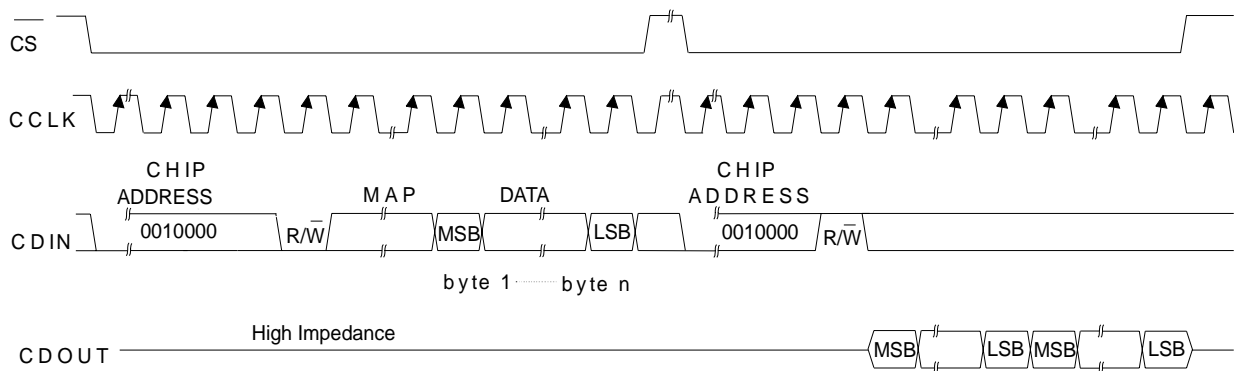 CS
CCLK
CHIP
ADDRESS
MAP
DATA
CHIP
ADDRESS
CDIN
0010000
R/W
MSB
LSB
0010000
R/W
byte 1
byte n
High Impedance
CDOUT
MSB
LSB
MSB
LSB